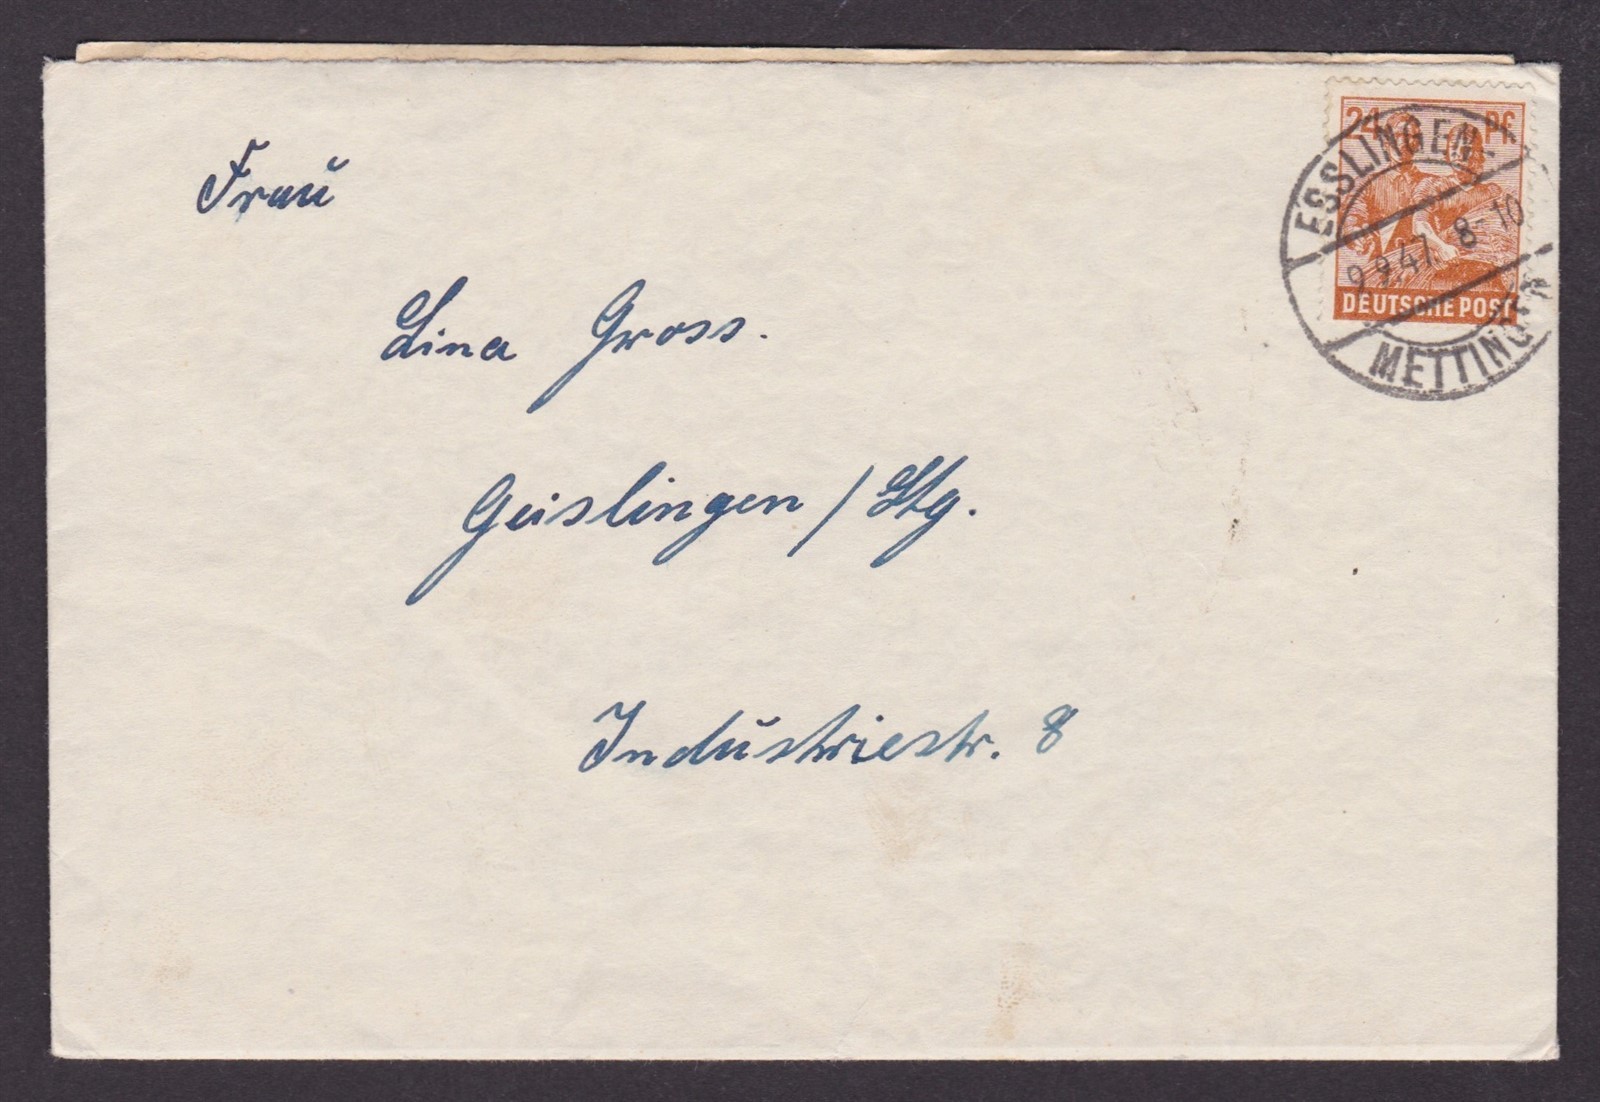 24 Pf.
DEUTSCHE POST
ESSLINGEN-
9.9.47. 8-10
METTINGEN
Frau
Lina Gross.
Geislingen / Stg.
Industriestr. 8